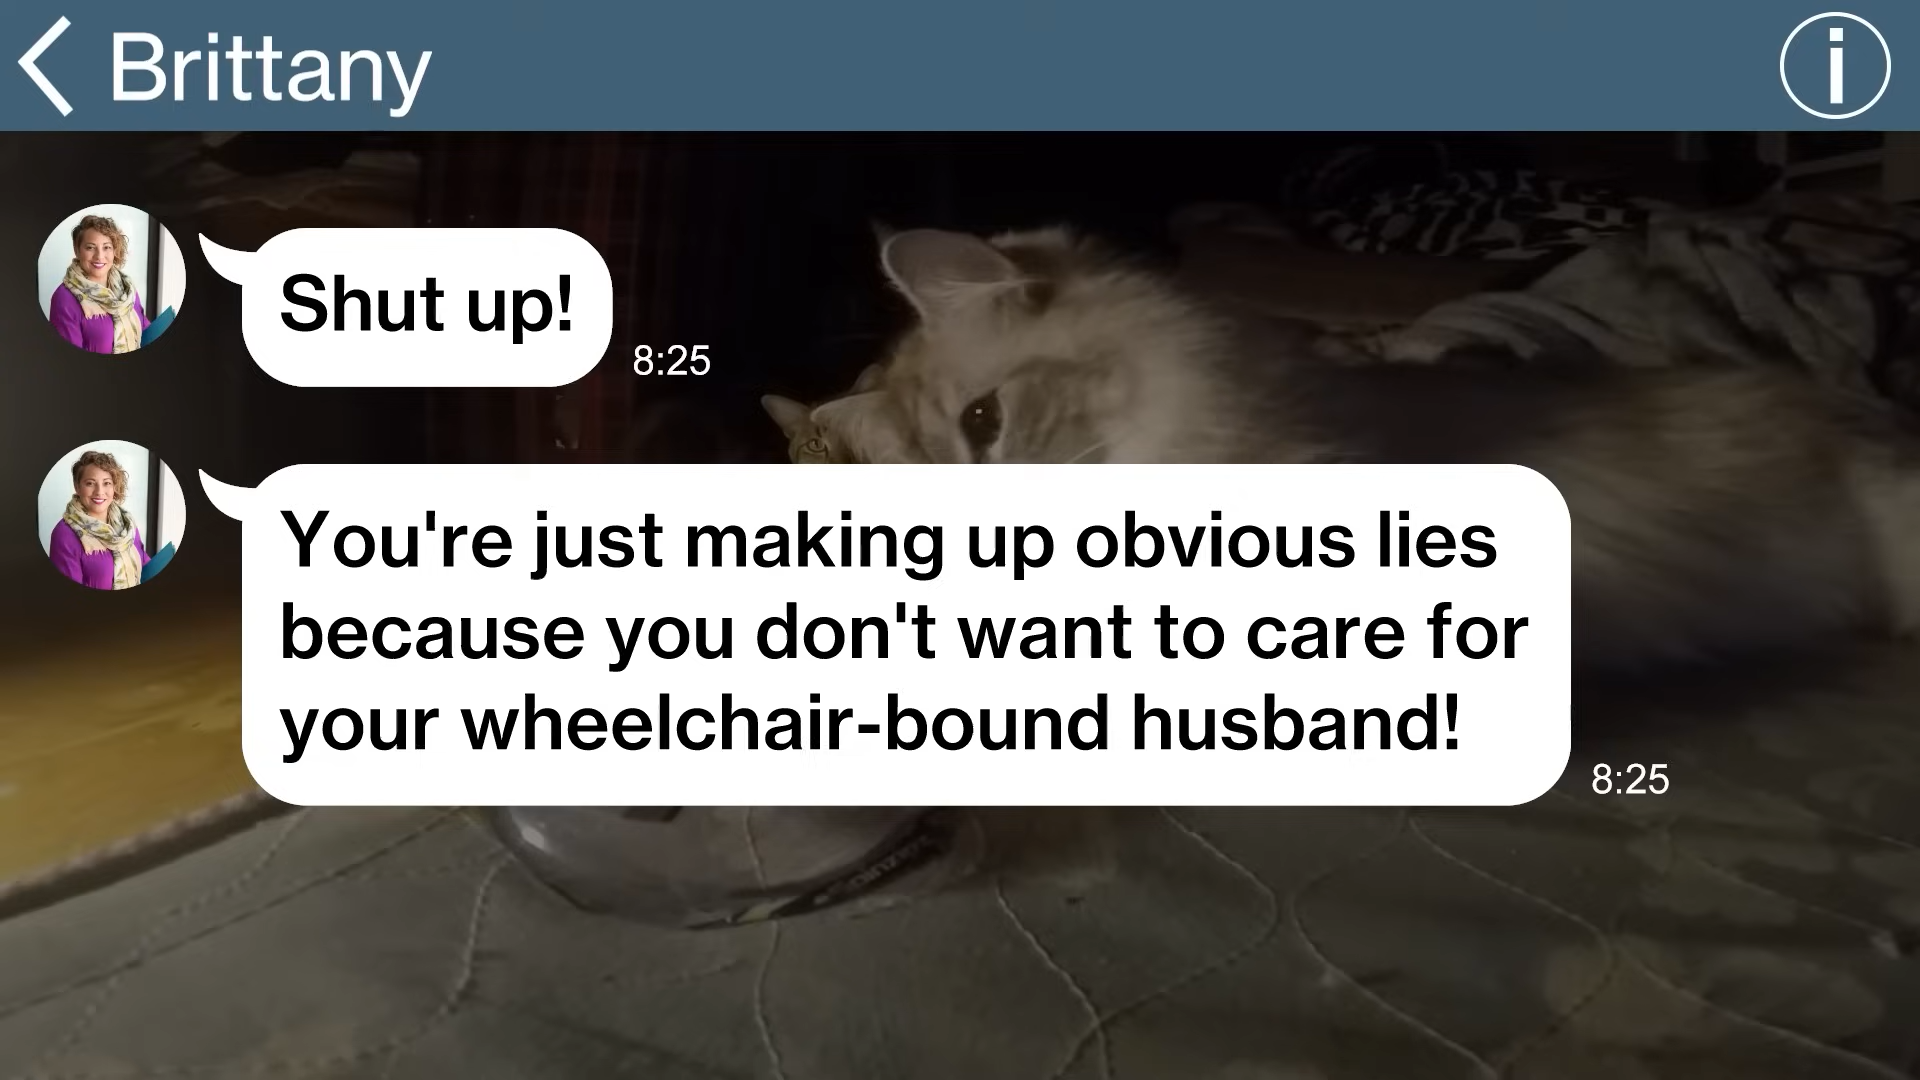 Brittany
Shut up!
8:25
You're just making up obvious lies
because you don't want to care for
your wheelchair-bound husband!
8:25